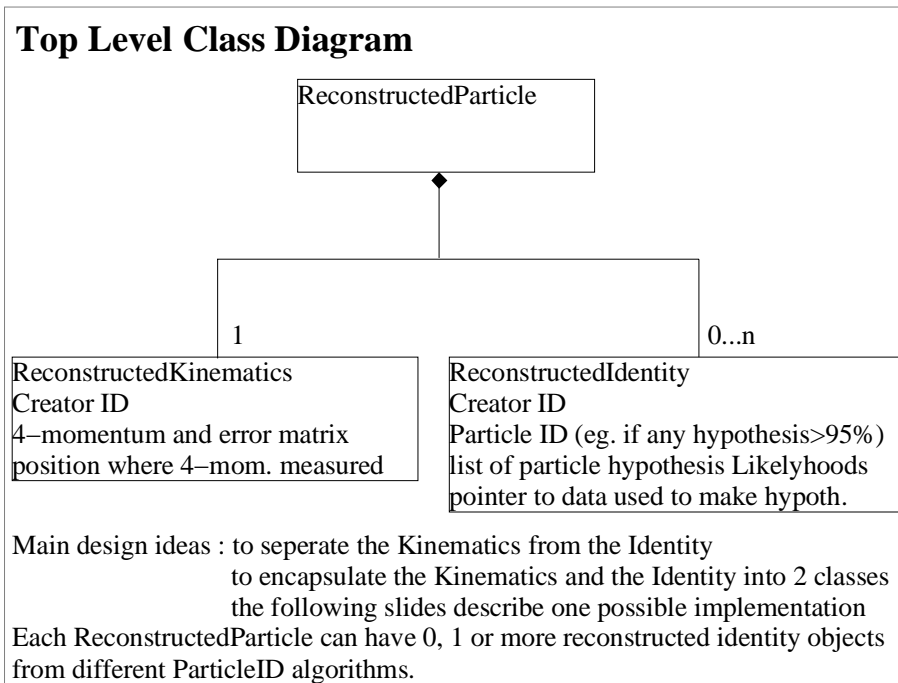 Top Level Class Diagram
ReconstructedParticle
1
0...n
ReconstructedKinematics
Creator ID
4−momentum and error matrix
position where 4−mom. measured
ReconstructedIdentity
Creator ID
Particle ID (eg. if any hypothesis>95%)
list of particle hypothesis Likelyhoods
pointer to data used to make hypoth.
Main design ideas : to seperate the Kinematics from the Identity
to encapsulate the Kinematics and the Identity into 2 classes
the following slides describe one possible implementation
Each ReconstructedParticle can have 0, 1 or more reconstructed identity objects
from different ParticleID algorithms.